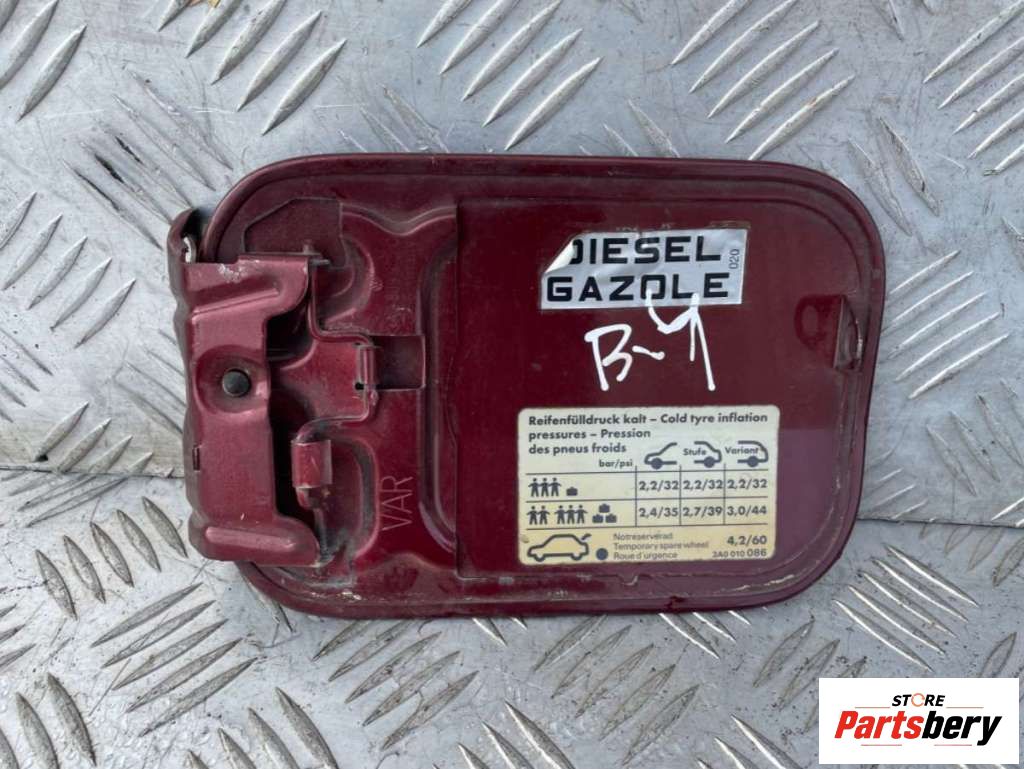 DIESEL
020
GAZOLE
B-4
Reifenfülldruck kalt – Cold tyre inflation
pressures – Pression
des pneus froids
bar/psi
Stufe
Variant
2,2/32 2,2/32 2,2/32
2,4/35 2,7/39 3,0/44
Notreserverad
Temporary spare wheel
Roue d'urgence
4,2/60
3A0 010 086
VAR
STORE
Partsbery